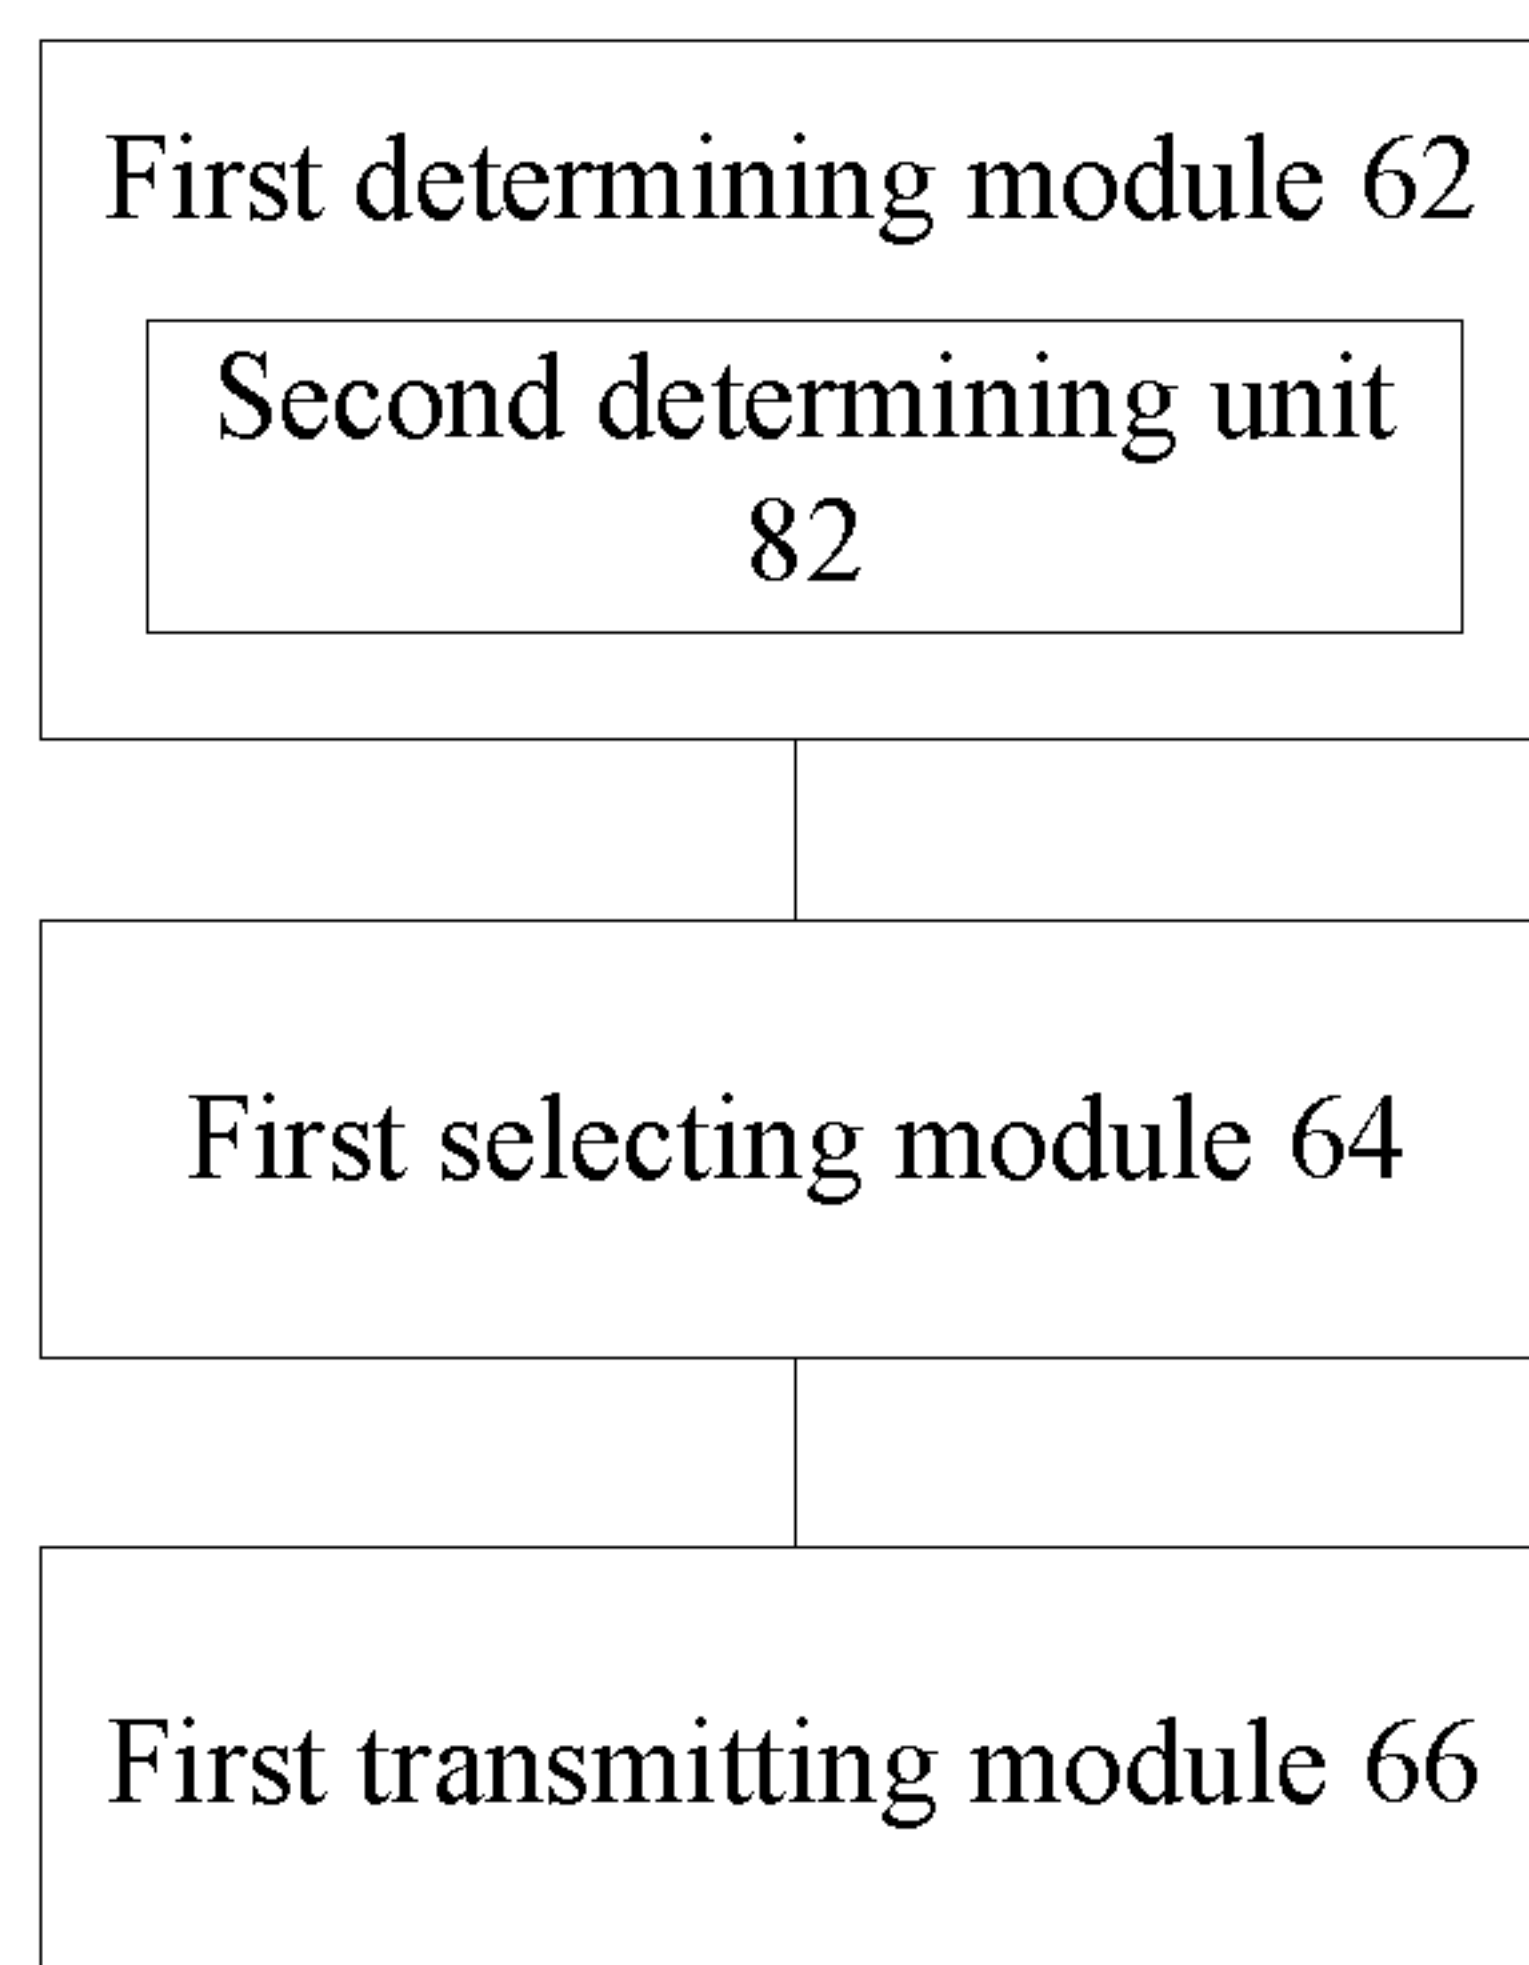 First determining module 62
Second determining unit
82
First selecting module 64
First transmitting module 66